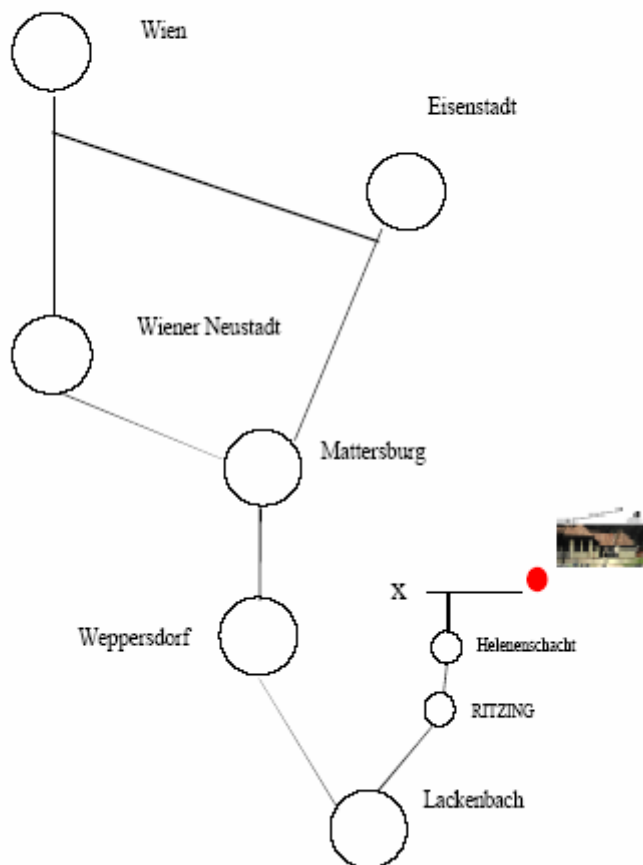 Wien
Eisenstadt
Wiener Neustadt
Mattersburg
X
Weppersdorf
Helenenschacht
RITZING
Lackenbach